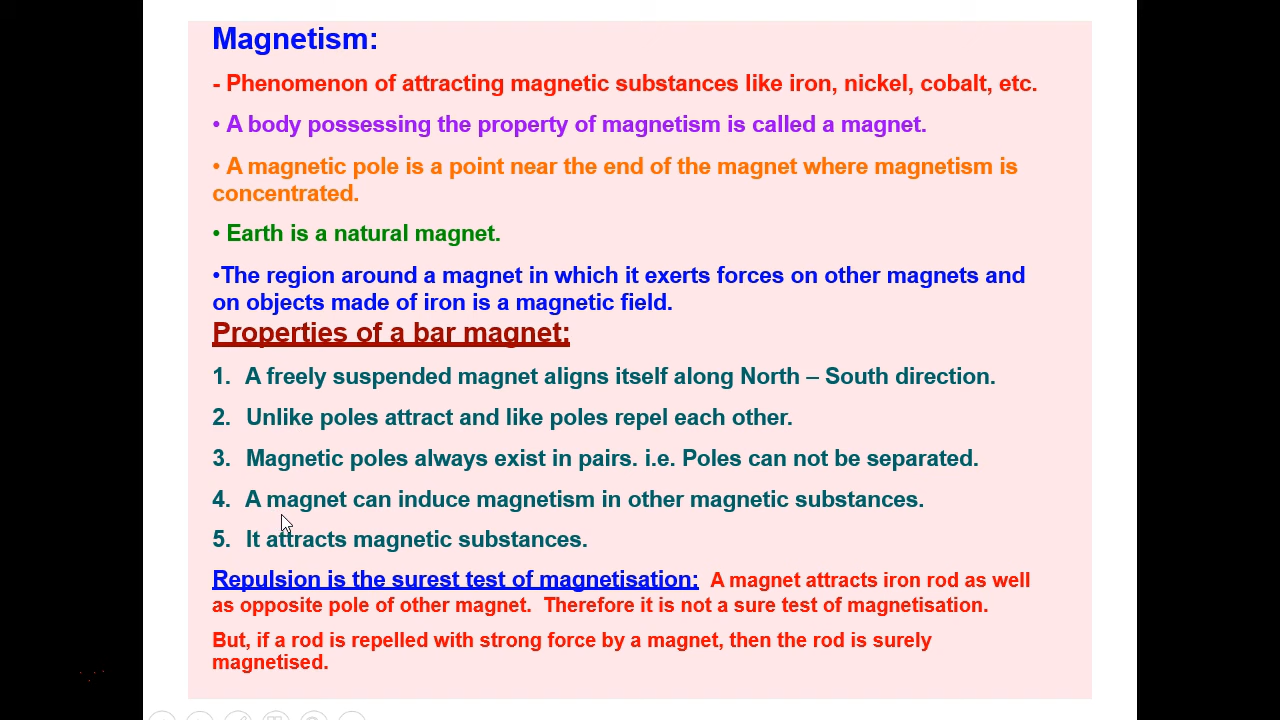 Magnetism:
- Phenomenon of attracting magnetic substances like iron, nickel, cobalt, etc.
• A body possessing the property of magnetism is called a magnet.
• A magnetic pole is a point near the end of the magnet where magnetism is
concentrated.
• Earth is a natural magnet.
•The region around a magnet in which it exerts forces on other magnets and
on objects made of iron is a magnetic field.
Properties of a bar magnet:
1. A freely suspended magnet aligns itself along North – South direction.
2. Unlike poles attract and like poles repel each other.
3. Magnetic poles always exist in pairs. i.e. Poles can not be separated.
4. A magnet can induce magnetism in other magnetic substances.
5. It attracts magnetic substances.
Repulsion is the surest test of magnetisation: A magnet attracts iron rod as well
as opposite pole of other magnet. Therefore it is not a sure test of magnetisation.
But, if a rod is repelled with strong force by a magnet, then the rod is surely
magnetised.